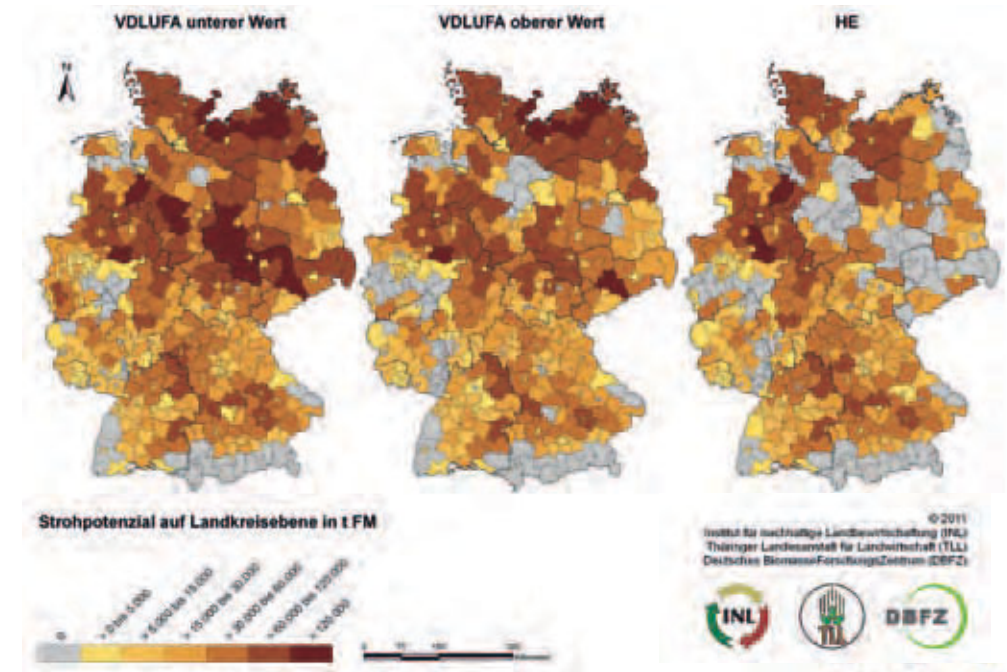 VDLUFA unterer Wert
VDLUFA oberer Wert
HE
N
Strohpotenzial auf Landkreisebene in t FM
0
> 0 bis 5.000
> 5.000 bis 15.000
> 15.000 bis 30.000
> 30.000 bis 60.000
> 60.000 bis 120.000
> 120.000
© 2011
Institut für nachhaltige Landbewirtschaftung (INL)
Thüringer Landesanstalt für Landwirtschaft (TLL)
Deutsches BiomasseForschungsZentrum (DBFZ)
INL
TLL
DBFZ